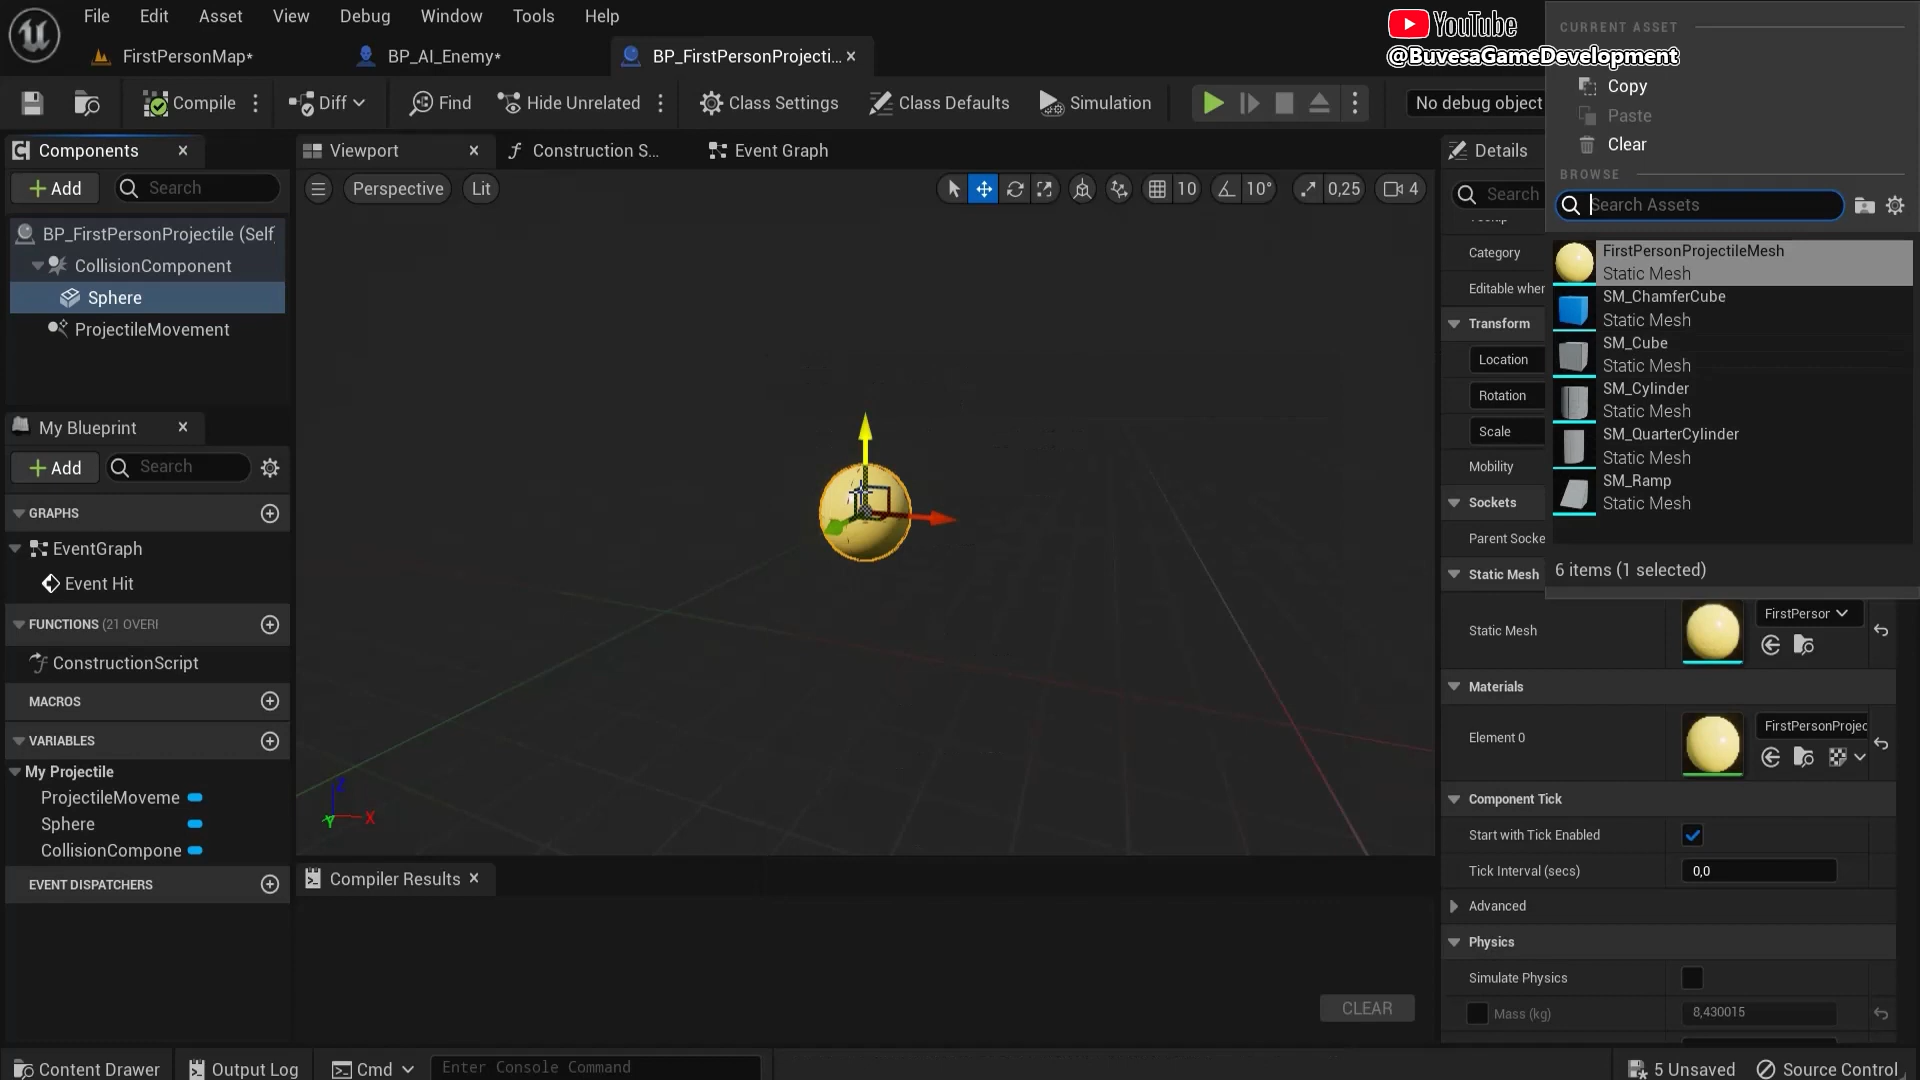 File Edit Asset View Debug Window Tools Help
YouTube
@BuvesaGameDevelopment
FirstPersonMap*
BP_AI_Enemy*
BP_FirstPersonProjecti...
Compile
Diff
Find
Hide Unrelated
Class Settings
Class Defaults
Simulation
No debug object
CURRENT ASSET
Copy
Paste
Clear
BROWSE
Search Assets
FirstPersonProjectileMesh
Static Mesh
SM_ChamferCube
Static Mesh
SM_Cube
Static Mesh
SM_Cylinder
Static Mesh
SM_QuarterCylinder
Static Mesh
SM_Ramp
Static Mesh
6 items (1 selected)
Components
Add
Search
BP_FirstPersonProjectile (Self
CollisionComponent
Sphere
ProjectileMovement
My Blueprint
Add
Search
GRAPHS
EventGraph
Event Hit
FUNCTIONS (21 OVERI
ConstructionScript
MACROS
VARIABLES
My Projectile
ProjectileMoveme
Sphere
CollisionCompone
EVENT DISPATCHERS
Viewport
Construction S...
Event Graph
Perspective
Lit
10
10°
0,25
4
Z
X
Y
Compiler Results
CLEAR
Details
Search
Category
Editable wher
Transform
Location
Rotation
Scale
Mobility
Sockets
Parent Socke
Static Mesh
Static Mesh
FirstPersor
Materials
Element 0
FirstPersonProjec
Component Tick
Start with Tick Enabled
Tick Interval (secs)
0,0
Advanced
Physics
Simulate Physics
Mass (kg)
8,430015
Content Drawer
Output Log
Cmd
Enter Console Command
5 Unsaved
Source Control